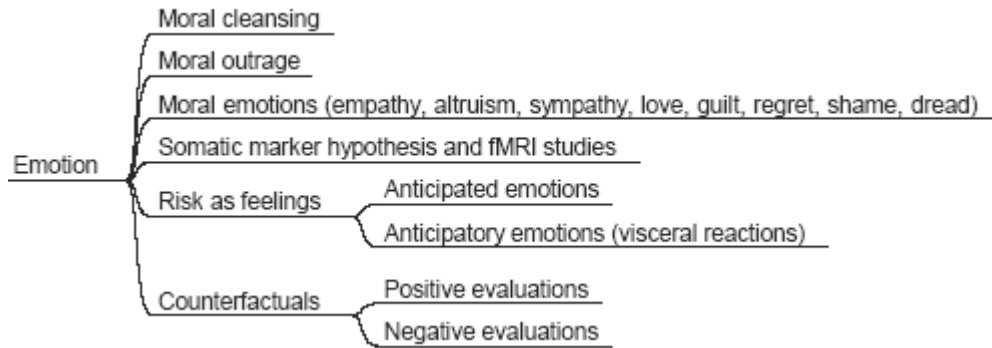 Moral cleansing
Moral outrage
Moral emotions (empathy, altruism, sympathy, love, guilt, regret, shame, dread)
Somatic marker hypothesis and fMRI studies
Emotion
Anticipated emotions
Risk as feelings
Anticipatory emotions (visceral reactions)
Positive evaluations
Counterfactuals
Negative evaluations